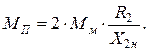 M_П = 2 · M_м · R_2 / X_2н .